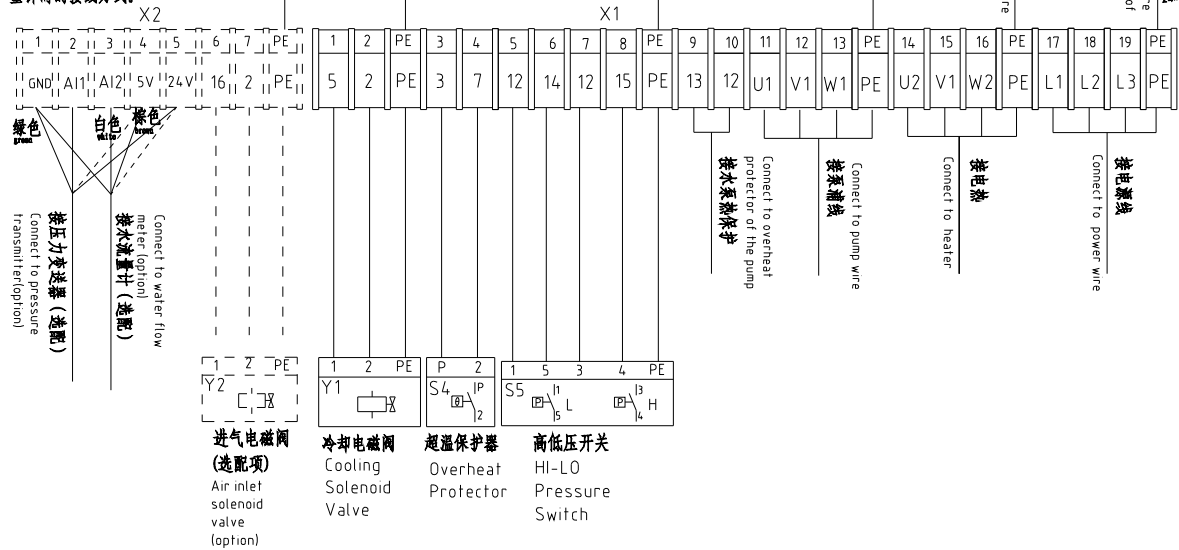 X2
X1
1 2 3 4 5 6 7 PE 1 2 PE 3 4 5 6 7 8 PE 9 10 11 12 13 PE 14 15 16 PE 17 18 19 PE
GND AI1 AI2 5V 24V 16 2 PE 5 2 PE 3 7 12 14 12 15 PE 13 12 U1 V1 W1 PE U2 V1 W2 PE L1 L2 L3 PE
绿色
green
白色
white
棕色
brown
接压力变送器（选配）
Connect to pressure
transmitter(option)
接水流量计（选配）
Connect to water flow
meter (option)
接水泵热保护
Connect to overheat
protector of the pump
接泵浦线
Connect to pump wire
接电热
Connect to heater
接电源线
Connect to power wire
1 2 PE
Y2
进气电磁阀
(选配项)
Air inlet
solenoid
valve
(option)
1 2 PE
Y1
冷却电磁阀
Cooling
Solenoid
Valve
P 2
S4
θ
P
2
超温保护器
Overheat
Protector
1 5 3 4 PE
S5
P
1
5
L
P
3
4
H
高低压开关
HI-LO
Pressure
Switch